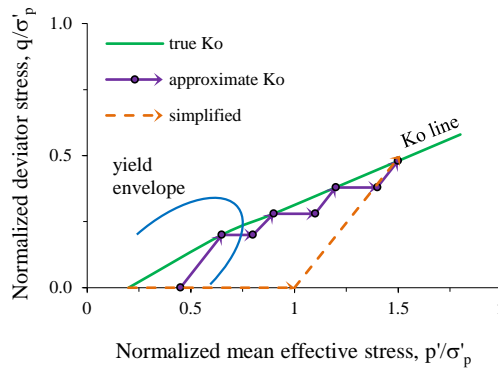 1.0
true Ko
approximate Ko
simplified
Ko line
0.5
yield
envelope
0.0
0
0.5
1
1.5
Normalized deviator stress, q/σ'p
Normalized mean effective stress, p'/σ'p